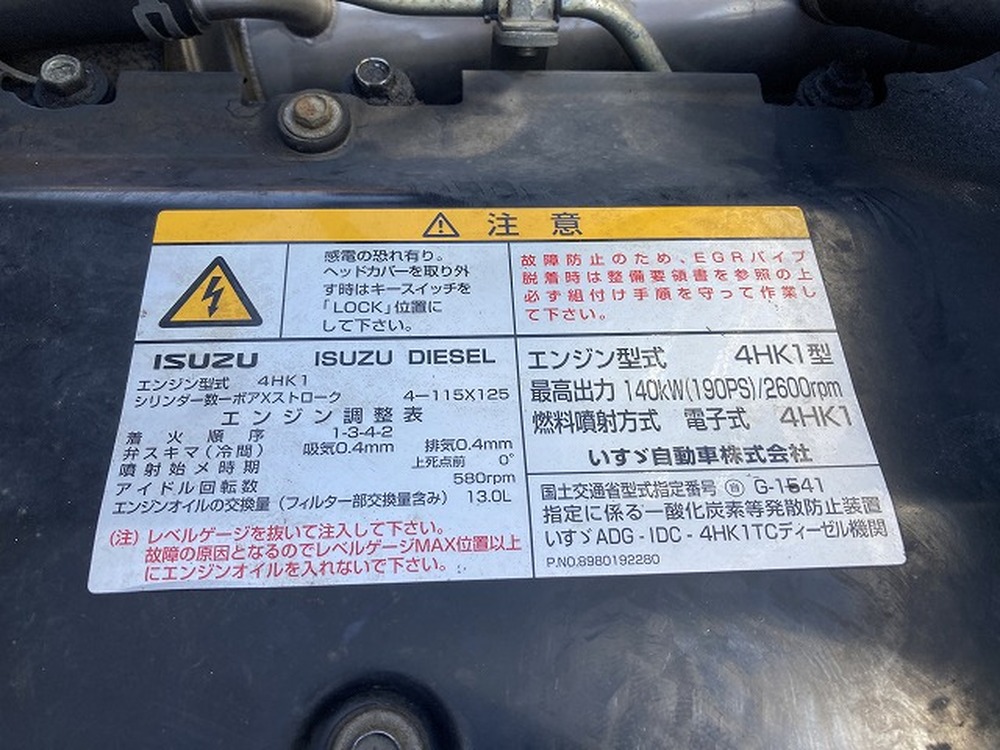 注意
感電の恐れ有り。
ヘッドカバーを取り外
す時はキースイッチを
「LOCK」位置に
して下さい。
故障防止のため、EGRパイプ
脱着時は整備要領書を参照の上
必ず組付け手順を守って作業し
て下さい。
ISUZU ISUZU DIESEL
エンジン型式 4HK1
シリンダー数ーボアXストローク 4-115X125
エンジン調整表
着火順序 1-3-4-2
弁スキマ(冷間) 吸気0.4mm 排気0.4mm
噴射始メ時期 上死点前 0°
アイドル回転数 580rpm
エンジンオイルの交換量(フィルター部交換量含み) 13.0L
(注) レベルゲージを抜いて注入して下さい。
故障の原因となるのでレベルゲージMAX位置以上
にエンジンオイルを入れないで下さい。
エンジン型式 4HK1型
最高出力 140kW(190PS)/2600rpm
燃料噴射方式 電子式 4HK1
いすゞ自動車株式会社
国土交通省型式指定番号 G-1541
指定に係る一酸化炭素等発散防止装置
いすゞADG-IDC-4HK1TCディーゼル機関
P.NO.8980192280